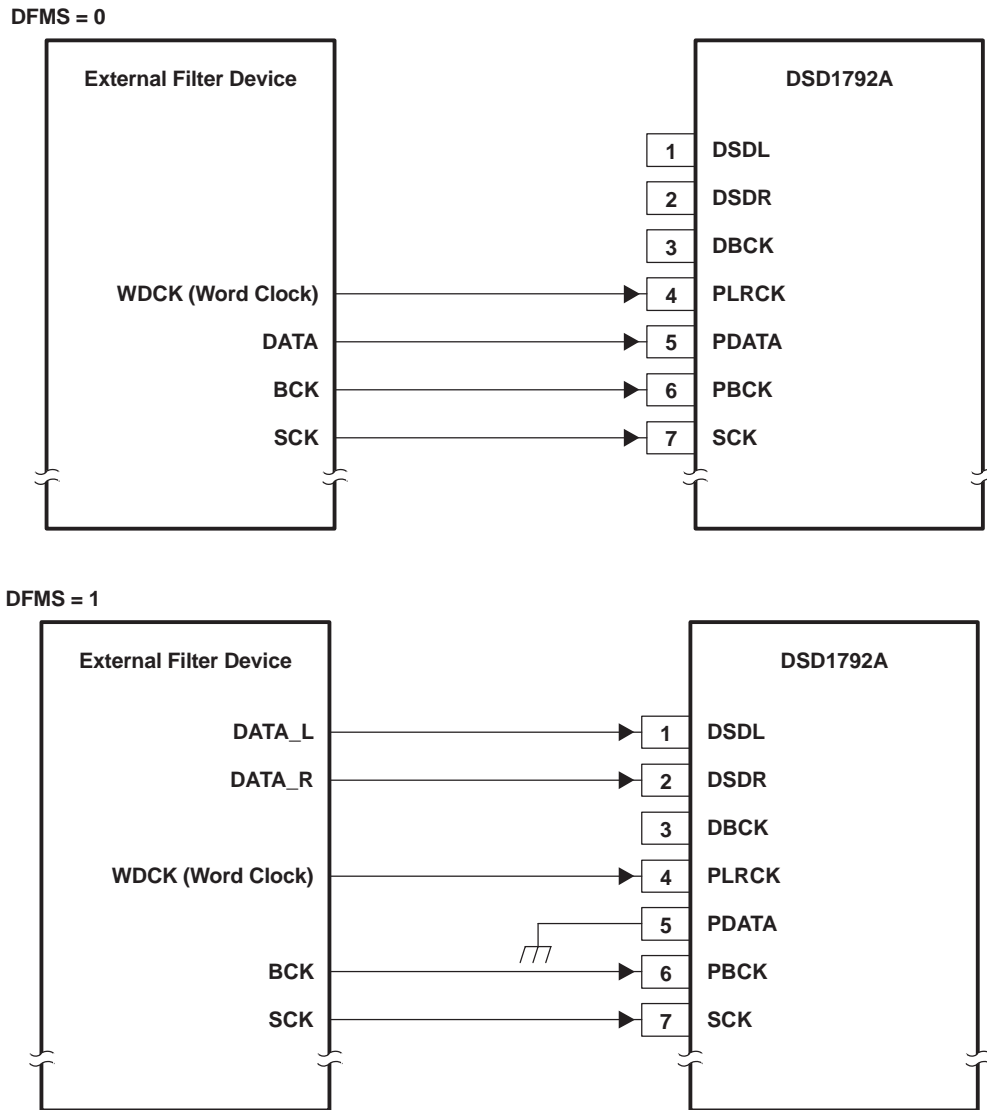 DFMS = 0
External Filter Device
DSD1792A
1 DSDL
2 DSDR
3 DBCK
WDCK (Word Clock) 4 PLRCK
DATA 5 PDATA
BCK 6 PBCK
SCK 7 SCK
DFMS = 1
External Filter Device
DSD1792A
DATA_L 1 DSDL
DATA_R 2 DSDR
3 DBCK
WDCK (Word Clock) 4 PLRCK
5 PDATA
BCK 6 PBCK
SCK 7 SCK